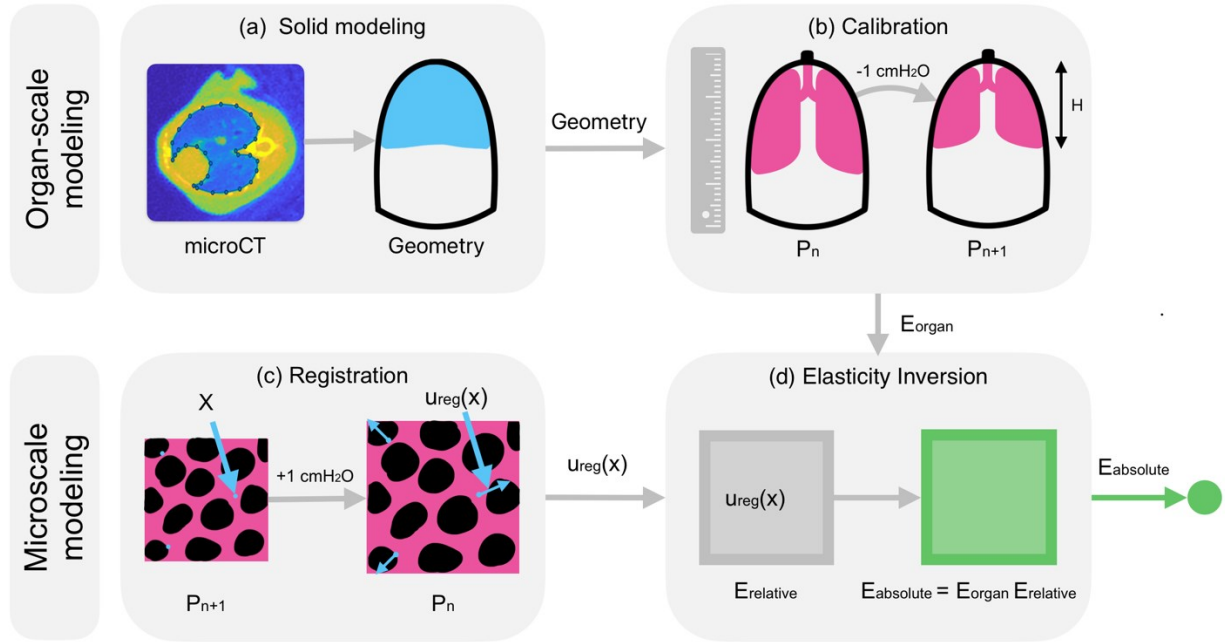 Organ-scale
modeling
(a) Solid modeling
microCT
Geometry
Geometry
(b) Calibration
-1 cmH₂O
H
Pn
Pn+1
Eorgan
Microscale
modeling
(c) Registration
X
ureg(x)
+1 cmH₂O
Pn+1
Pn
ureg(x)
(d) Elasticity Inversion
ureg(x)
Erelative
Eabsolute = Eorgan Erelative
Eabsolute